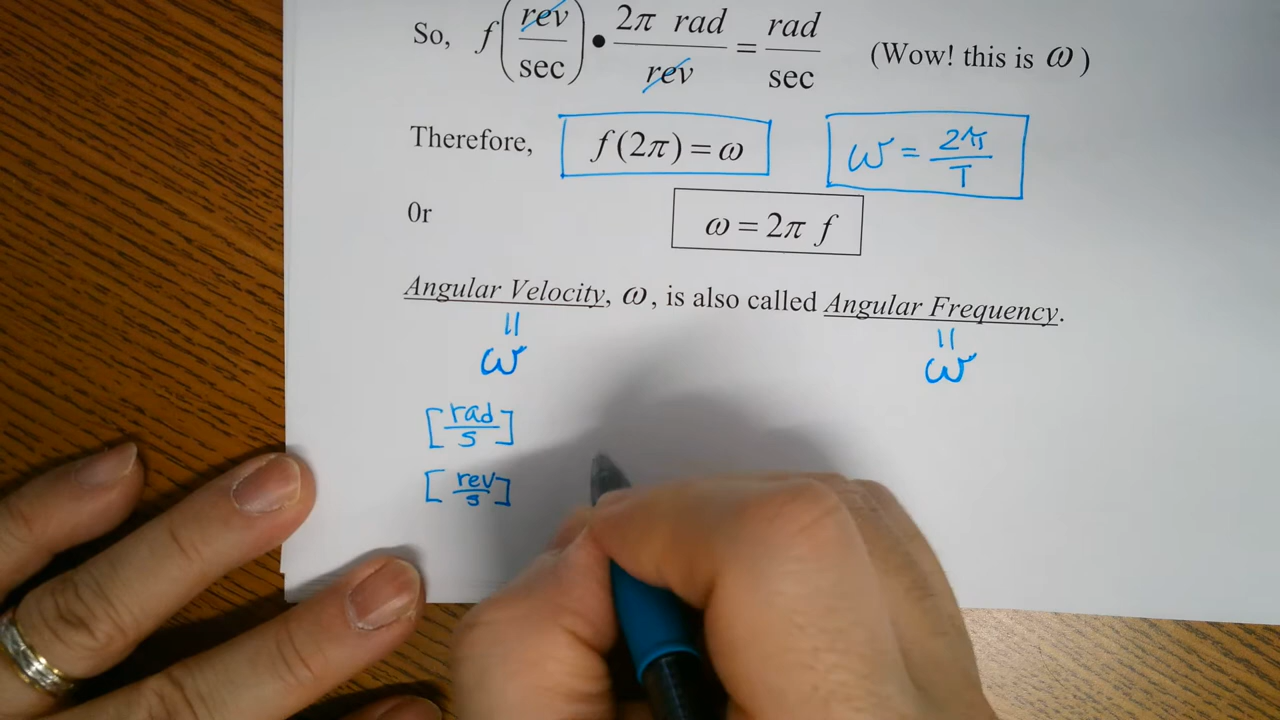 So, f(rev/sec) • 2π rad/rev = rad/sec (Wow! this is ω)
Therefore, f(2π) = ω ω = 2π/T
0r ω = 2π f
Angular Velocity, ω, is also called Angular Frequency.
= =
ω ω
[rad/s]
[rev/s]